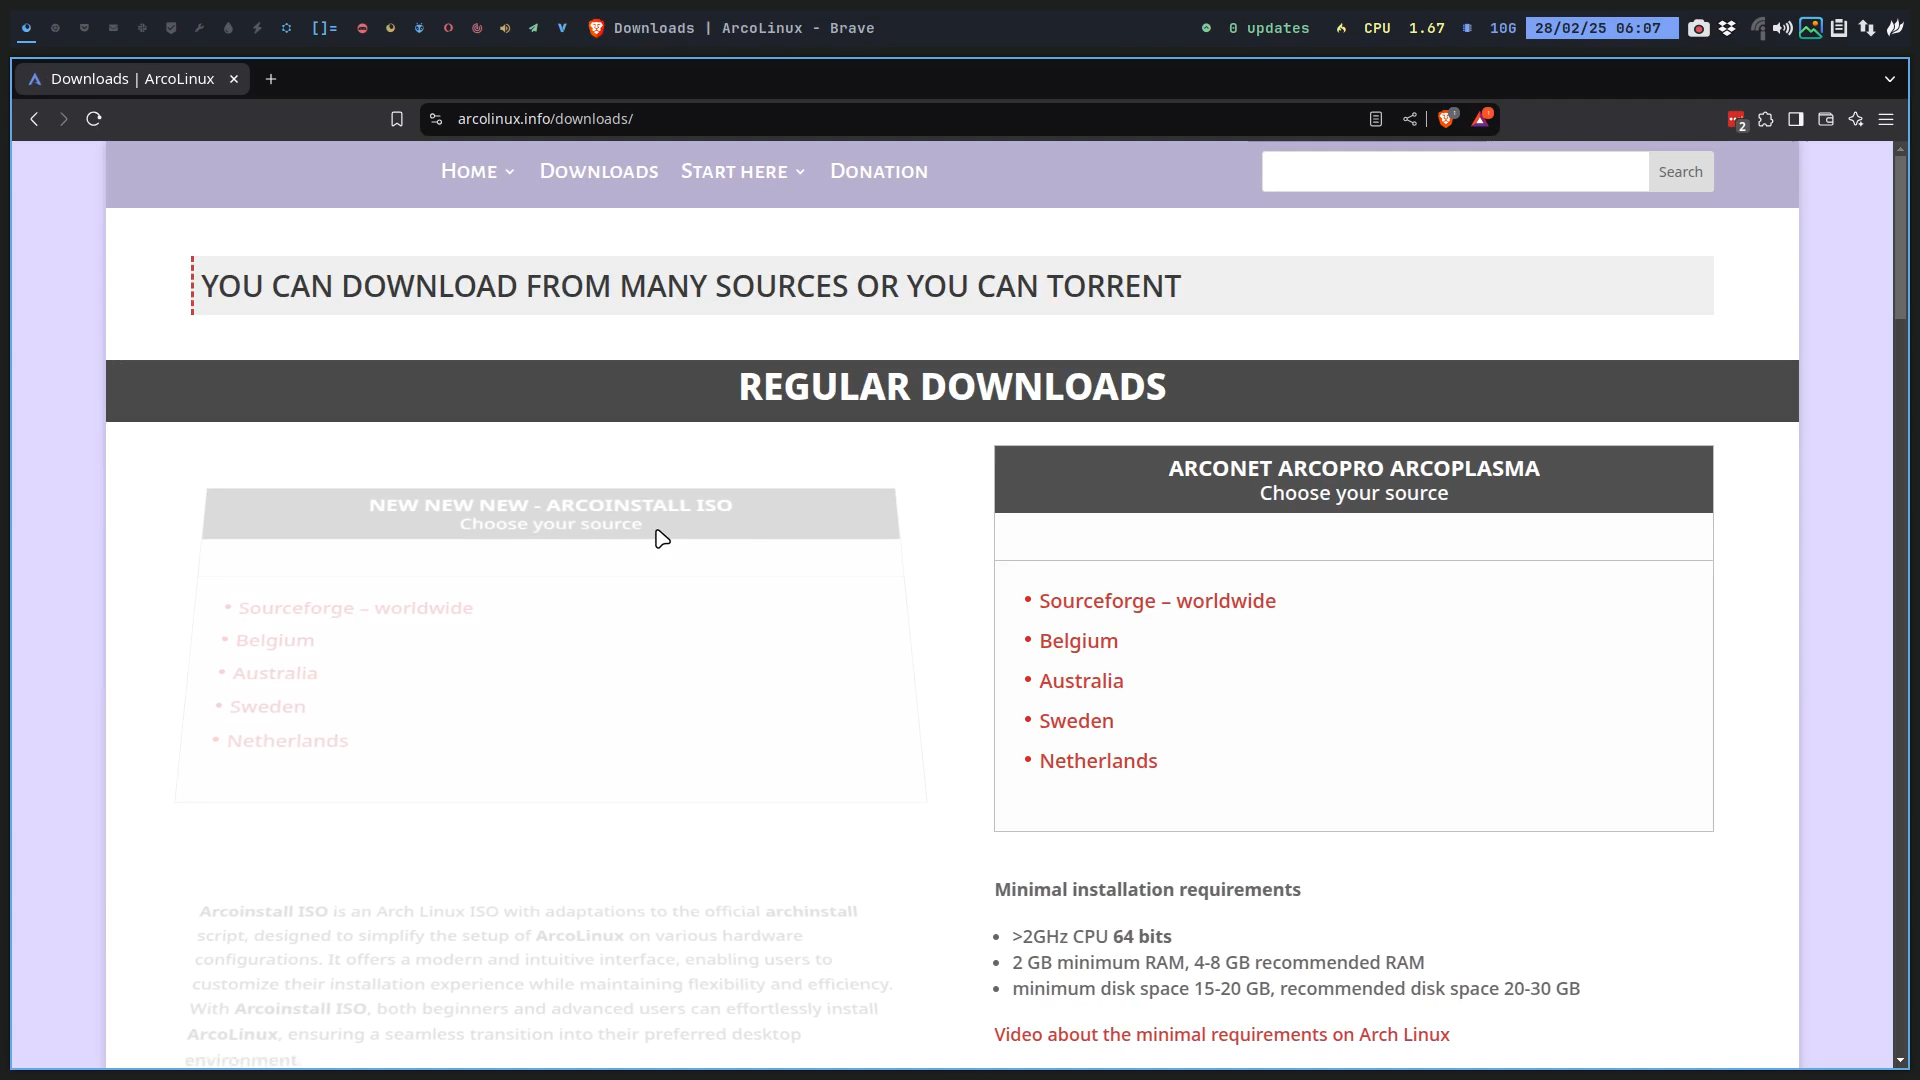 []=
Downloads | ArcoLinux - Brave
0 updates
CPU 1.67
10G
28/02/25 06:07
Downloads | ArcoLinux
arcolinux.info/downloads/
2
HOME
DOWNLOADS
START HERE
DONATION
Search
YOU CAN DOWNLOAD FROM MANY SOURCES OR YOU CAN TORRENT
REGULAR DOWNLOADS
NEW NEW NEW - ARCOINSTALL ISO
Choose your source
• Sourceforge – worldwide
• Belgium
• Australia
• Sweden
• Netherlands
Arcoinstall ISO is an Arch Linux ISO with adaptations to the official archinstall
script, designed to simplify the setup of ArcoLinux on various hardware
configurations. It offers a modern and intuitive interface, enabling users to
customize their installation experience while maintaining flexibility and efficiency.
With Arcoinstall ISO, both beginners and advanced users can effortlessly install
ArcoLinux, ensuring a seamless transition into their preferred desktop
environment.
ARCONET ARCOPRO ARCOPLASMA
Choose your source
• Sourceforge – worldwide
• Belgium
• Australia
• Sweden
• Netherlands
Minimal installation requirements
• >2GHz CPU 64 bits
• 2 GB minimum RAM, 4-8 GB recommended RAM
• minimum disk space 15-20 GB, recommended disk space 20-30 GB
Video about the minimal requirements on Arch Linux